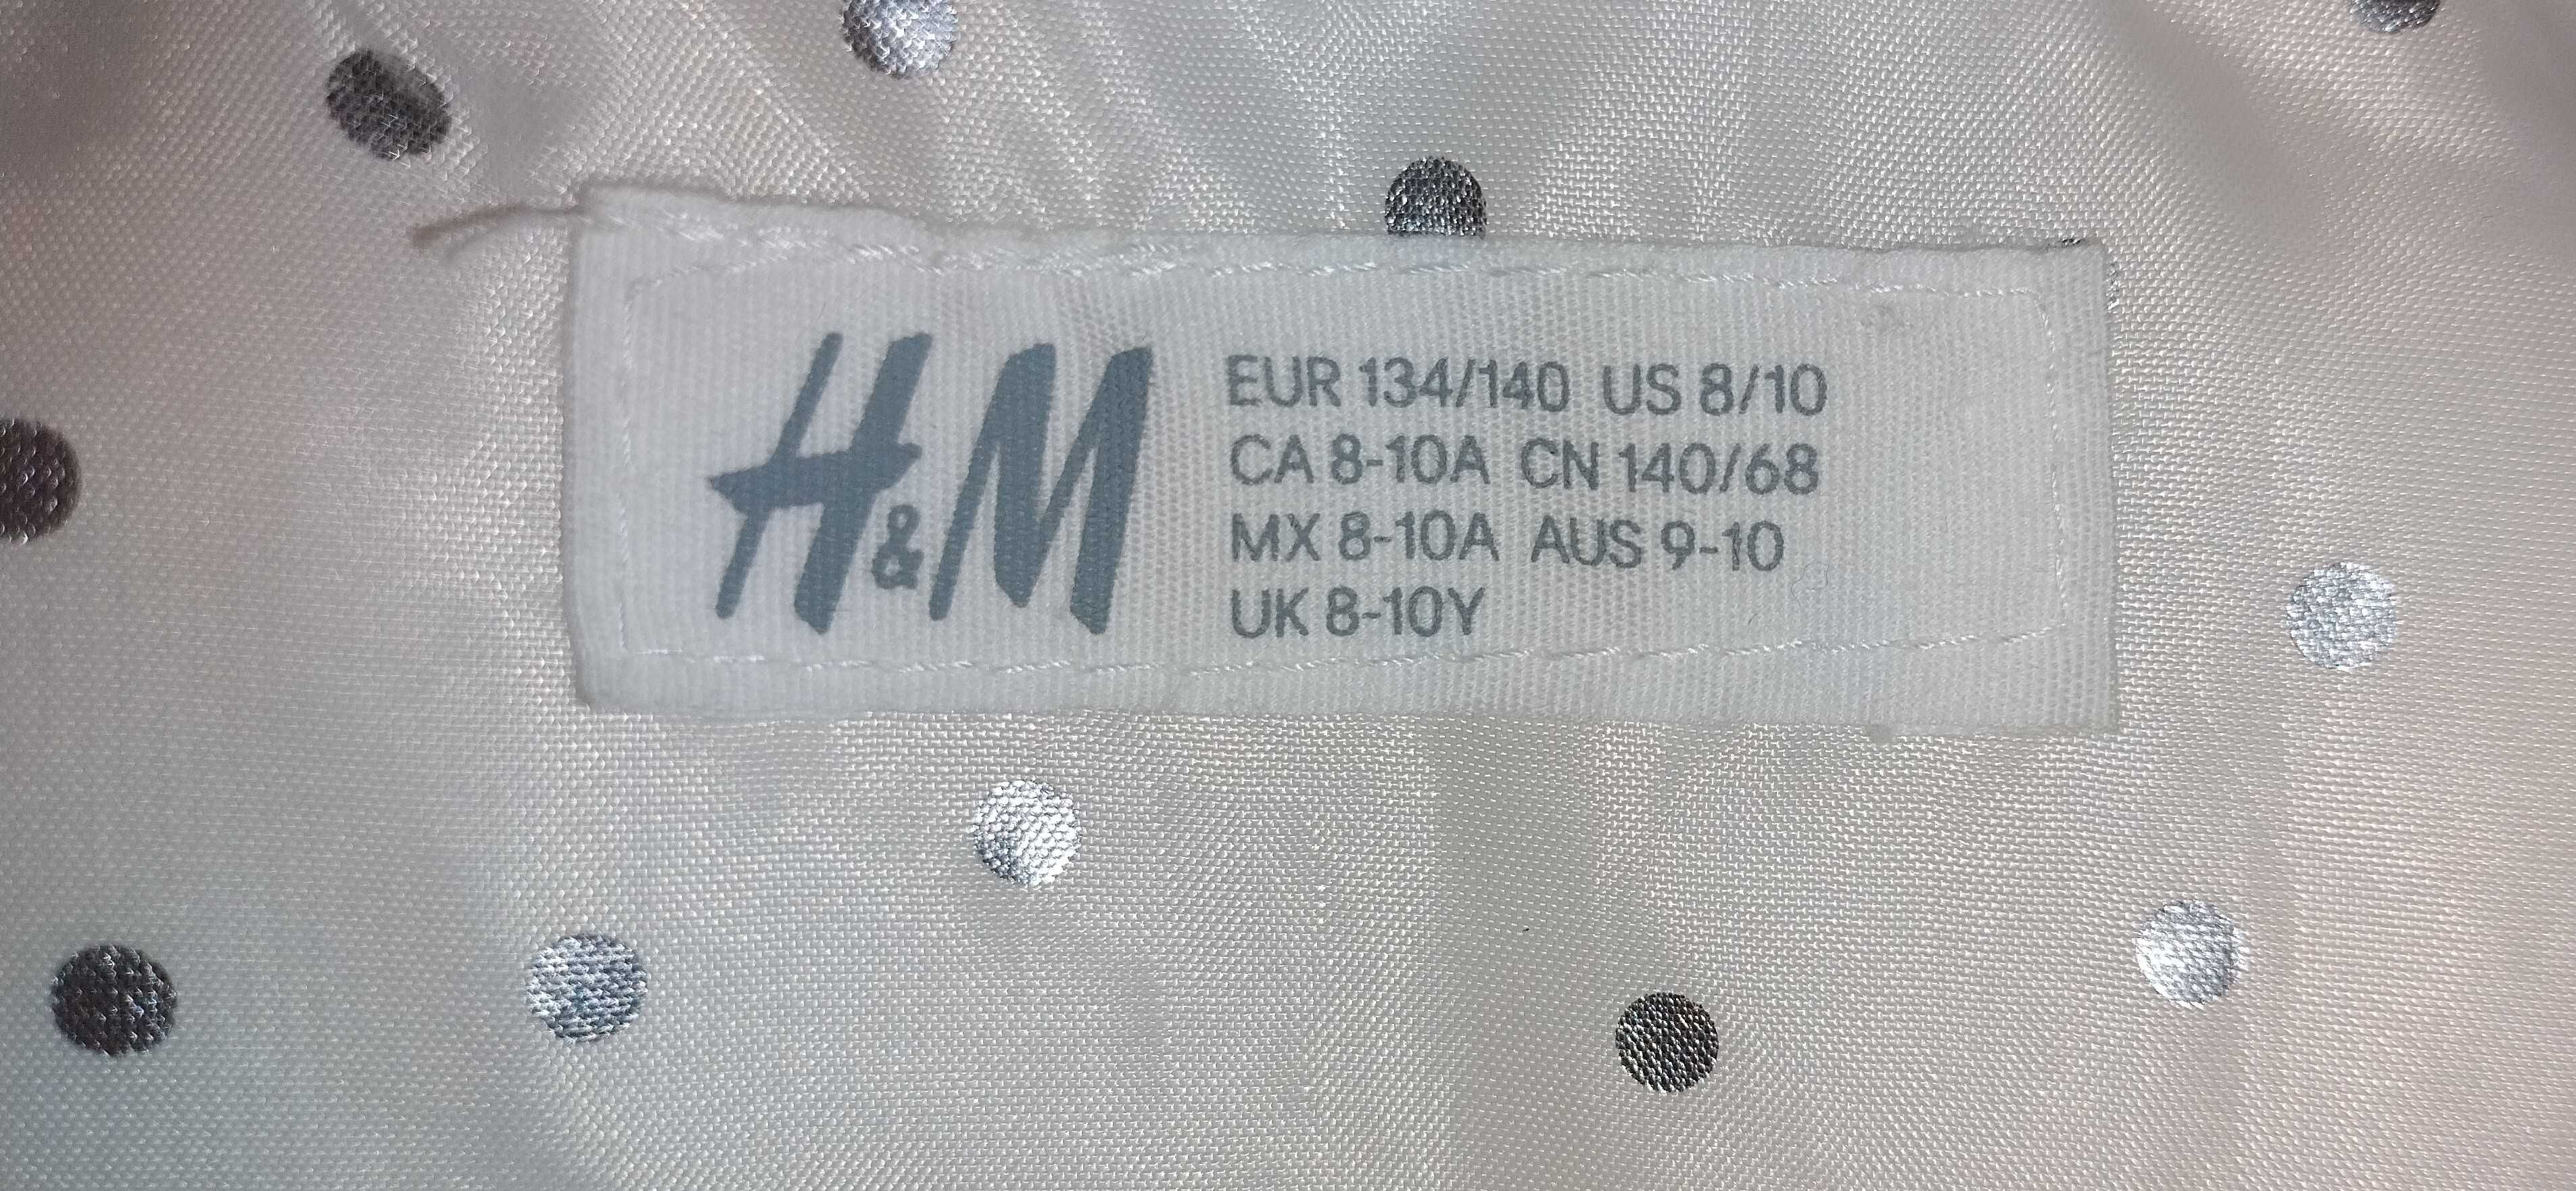 H&M
EUR 134/140 US 8/10
CA 8-10A CN 140/68
MX 8-10A AUS 9-10
UK 8-10Y